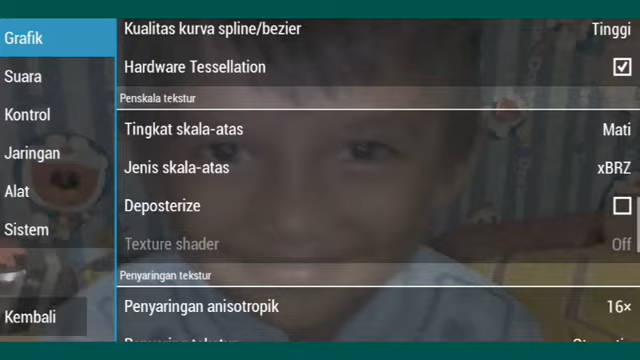 Grafik
Suara
Kontrol
Jaringan
Alat
Sistem
Kembali
Kualitas kurva spline/bezier Tinggi
Hardware Tessellation
Penskala tekstur
Tingkat skala-atas Mati
Jenis skala-atas xBRZ
Deposterize
Texture shader Off
Penyaringan tekstur
Penyaringan anisotropik 16×